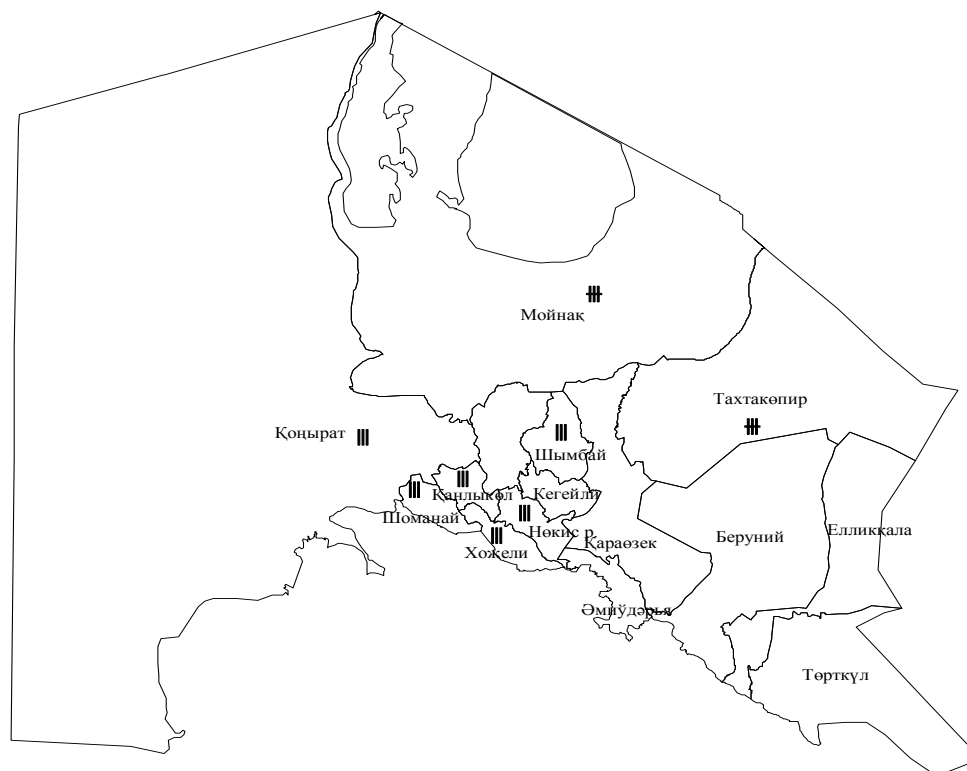 Мойнақ
Тахтакөпир
Қоңырат
Шымбай
Қанлыкөл
Кегейли
Шоманай
Нөкис р
Елликқала
Беруний
Қараөзек
Хожели
Әмиўдәрья
Төрткүл